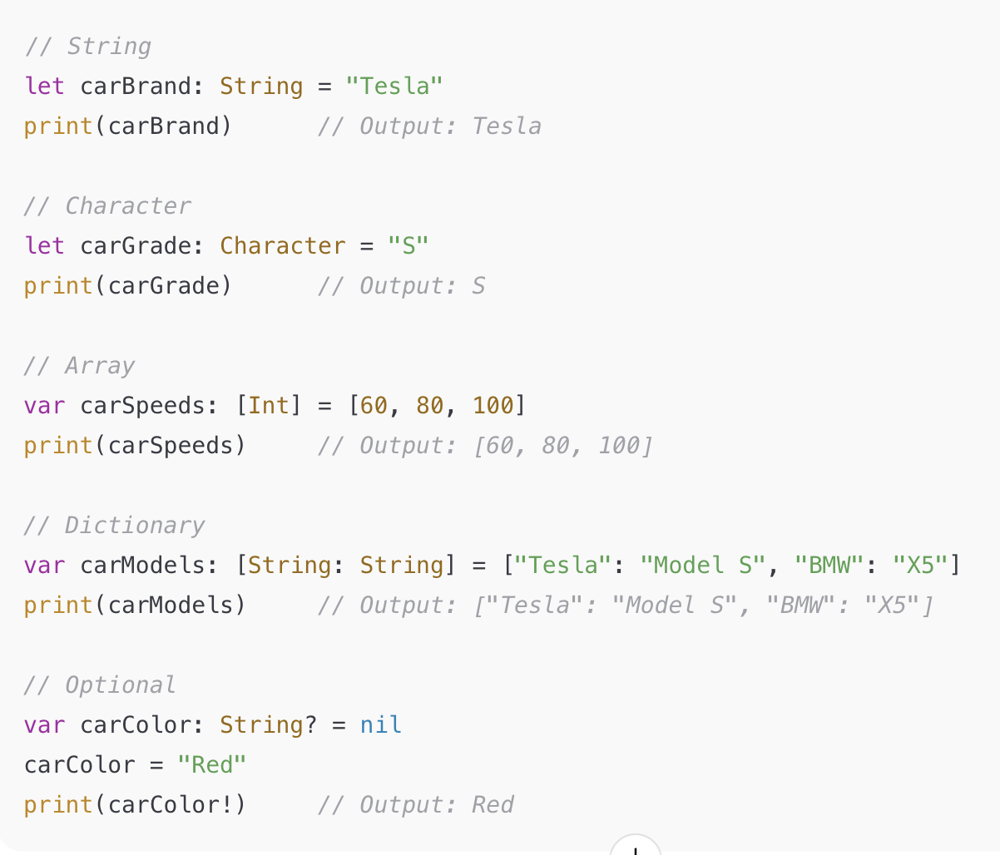 // String
let carBrand: String = "Tesla"
print(carBrand)      // Output: Tesla

// Character
let carGrade: Character = "S"
print(carGrade)      // Output: S

// Array
var carSpeeds: [Int] = [60, 80, 100]
print(carSpeeds)     // Output: [60, 80, 100]

// Dictionary
var carModels: [String: String] = ["Tesla": "Model S", "BMW": "X5"]
print(carModels)     // Output: ["Tesla": "Model S", "BMW": "X5"]

// Optional
var carColor: String? = nil
carColor = "Red"
print(carColor!)     // Output: Red